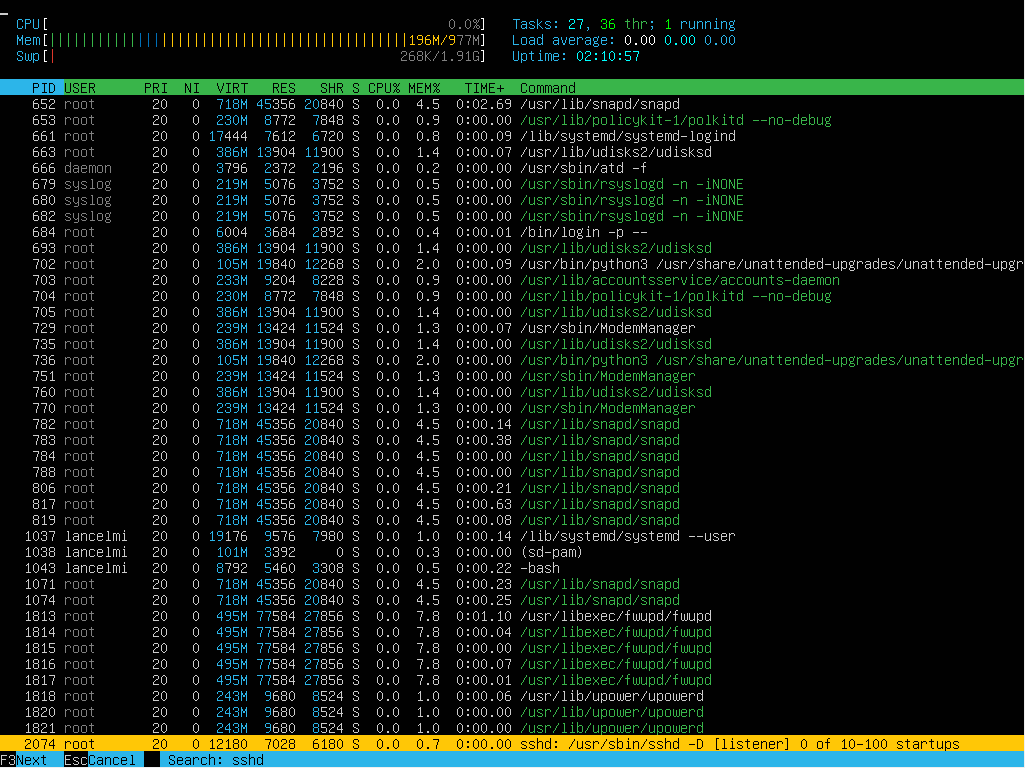 CPU[ 0.0%] Tasks: 27, 36 thr; 1 running
Mem[||||||||||||||||||||||||||||||||||||||||||||||196M/977M] Load average: 0.00 0.00 0.00
Swp[| 268K/1.91G] Uptime: 02:10:57
PID USER PRI NI VIRT RES SHR S CPU% MEM% TIME+ Command
652 root 20 0 718M 45356 20840 S 0.0 4.5 0:02.69 /usr/lib/snapd/snapd
653 root 20 0 230M 8772 7848 S 0.0 0.9 0:00.00 /usr/lib/policykit-1/polkitd --no-debug
661 root 20 0 17444 7612 6720 S 0.0 0.8 0:00.09 /lib/systemd/systemd-logind
663 root 20 0 386M 13904 11900 S 0.0 1.4 0:00.07 /usr/lib/udisks2/udisksd
666 daemon 20 0 3796 2372 2196 S 0.0 0.2 0:00.00 /usr/sbin/atd -f
679 syslog 20 0 219M 5076 3752 S 0.0 0.5 0:00.00 /usr/sbin/rsyslogd -n -iNONE
680 syslog 20 0 219M 5076 3752 S 0.0 0.5 0:00.00 /usr/sbin/rsyslogd -n -iNONE
682 syslog 20 0 219M 5076 3752 S 0.0 0.5 0:00.00 /usr/sbin/rsyslogd -n -iNONE
684 root 20 0 6004 3684 2892 S 0.0 0.4 0:00.01 /bin/login -p --
693 root 20 0 386M 13904 11900 S 0.0 1.4 0:00.00 /usr/lib/udisks2/udisksd
702 root 20 0 105M 19840 12268 S 0.0 2.0 0:00.09 /usr/bin/python3 /usr/share/unattended-upgrades/unattended-upgr
703 root 20 0 233M 9204 8228 S 0.0 0.9 0:00.00 /usr/lib/accountsservice/accounts-daemon
704 root 20 0 230M 8772 7848 S 0.0 0.9 0:00.00 /usr/lib/policykit-1/polkitd --no-debug
705 root 20 0 386M 13904 11900 S 0.0 1.4 0:00.00 /usr/lib/udisks2/udisksd
729 root 20 0 239M 13424 11524 S 0.0 1.3 0:00.07 /usr/sbin/ModemManager
735 root 20 0 386M 13904 11900 S 0.0 1.4 0:00.00 /usr/lib/udisks2/udisksd
736 root 20 0 105M 19840 12268 S 0.0 2.0 0:00.00 /usr/bin/python3 /usr/share/unattended-upgrades/unattended-upgr
751 root 20 0 239M 13424 11524 S 0.0 1.3 0:00.00 /usr/sbin/ModemManager
760 root 20 0 386M 13904 11900 S 0.0 1.4 0:00.00 /usr/lib/udisks2/udisksd
770 root 20 0 239M 13424 11524 S 0.0 1.3 0:00.00 /usr/sbin/ModemManager
782 root 20 0 718M 45356 20840 S 0.0 4.5 0:00.14 /usr/lib/snapd/snapd
783 root 20 0 718M 45356 20840 S 0.0 4.5 0:00.38 /usr/lib/snapd/snapd
784 root 20 0 718M 45356 20840 S 0.0 4.5 0:00.00 /usr/lib/snapd/snapd
788 root 20 0 718M 45356 20840 S 0.0 4.5 0:00.00 /usr/lib/snapd/snapd
806 root 20 0 718M 45356 20840 S 0.0 4.5 0:00.21 /usr/lib/snapd/snapd
817 root 20 0 718M 45356 20840 S 0.0 4.5 0:00.63 /usr/lib/snapd/snapd
819 root 20 0 718M 45356 20840 S 0.0 4.5 0:00.08 /usr/lib/snapd/snapd
1037 lancelmi 20 0 19176 9576 7980 S 0.0 1.0 0:00.14 /lib/systemd/systemd --user
1038 lancelmi 20 0 101M 3392 0 S 0.0 0.3 0:00.00 (sd-pam)
1043 lancelmi 20 0 8792 5460 3308 S 0.0 0.5 0:00.22 -bash
1071 root 20 0 718M 45356 20840 S 0.0 4.5 0:00.23 /usr/lib/snapd/snapd
1074 root 20 0 718M 45356 20840 S 0.0 4.5 0:00.25 /usr/lib/snapd/snapd
1813 root 20 0 495M 77584 27856 S 0.0 7.8 0:01.10 /usr/libexec/fwupd/fwupd
1814 root 20 0 495M 77584 27856 S 0.0 7.8 0:00.04 /usr/libexec/fwupd/fwupd
1815 root 20 0 495M 77584 27856 S 0.0 7.8 0:00.00 /usr/libexec/fwupd/fwupd
1816 root 20 0 495M 77584 27856 S 0.0 7.8 0:00.07 /usr/libexec/fwupd/fwupd
1817 root 20 0 495M 77584 27856 S 0.0 7.8 0:00.01 /usr/libexec/fwupd/fwupd
1818 root 20 0 243M 9680 8524 S 0.0 1.0 0:00.06 /usr/lib/upower/upowerd
1820 root 20 0 243M 9680 8524 S 0.0 1.0 0:00.00 /usr/lib/upower/upowerd
1821 root 20 0 243M 9680 8524 S 0.0 1.0 0:00.00 /usr/lib/upower/upowerd
2074 root 20 0 12180 7028 6180 S 0.0 0.7 0:00.00 sshd: /usr/sbin/sshd -D [listener] 0 of 10-100 startups
F3Next EscCancel Search: sshd